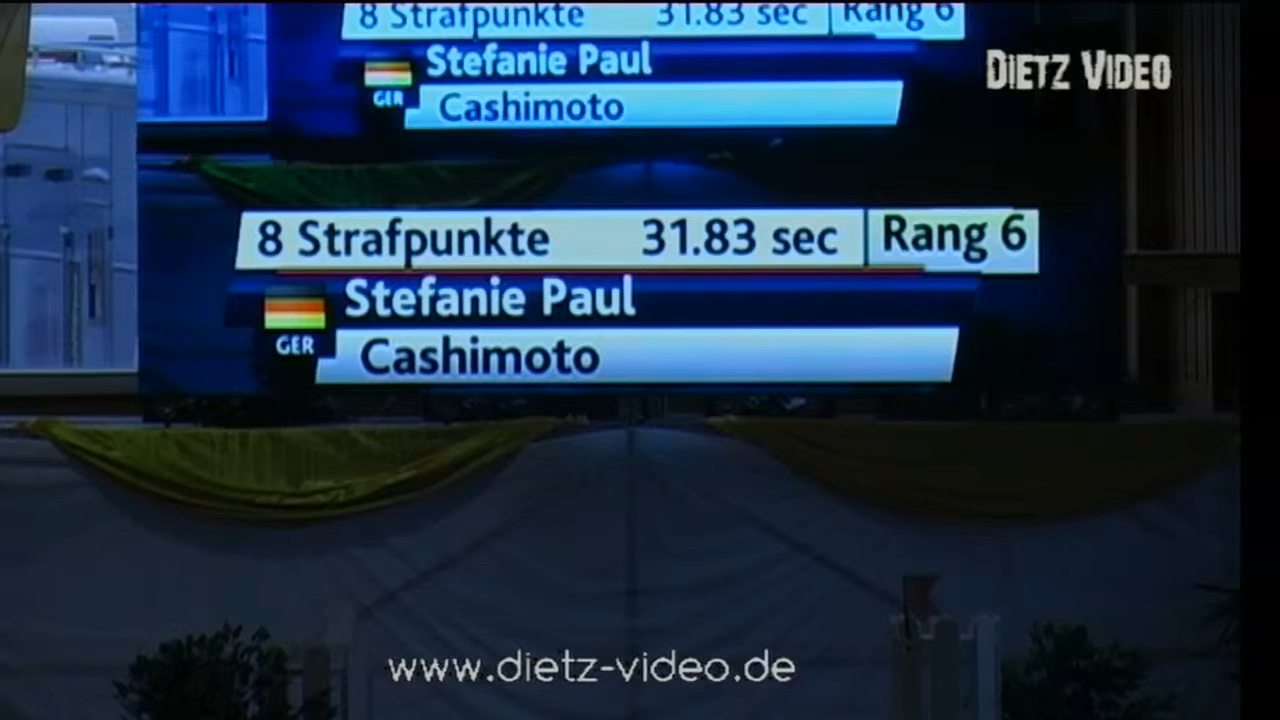 8 Strafpunkte 31.83 sec Rang 6
Stefanie Paul
GER
Cashimoto
DIETZ VIDEO
8 Strafpunkte 31.83 sec Rang 6
Stefanie Paul
GER
Cashimoto
www.dietz-video.de